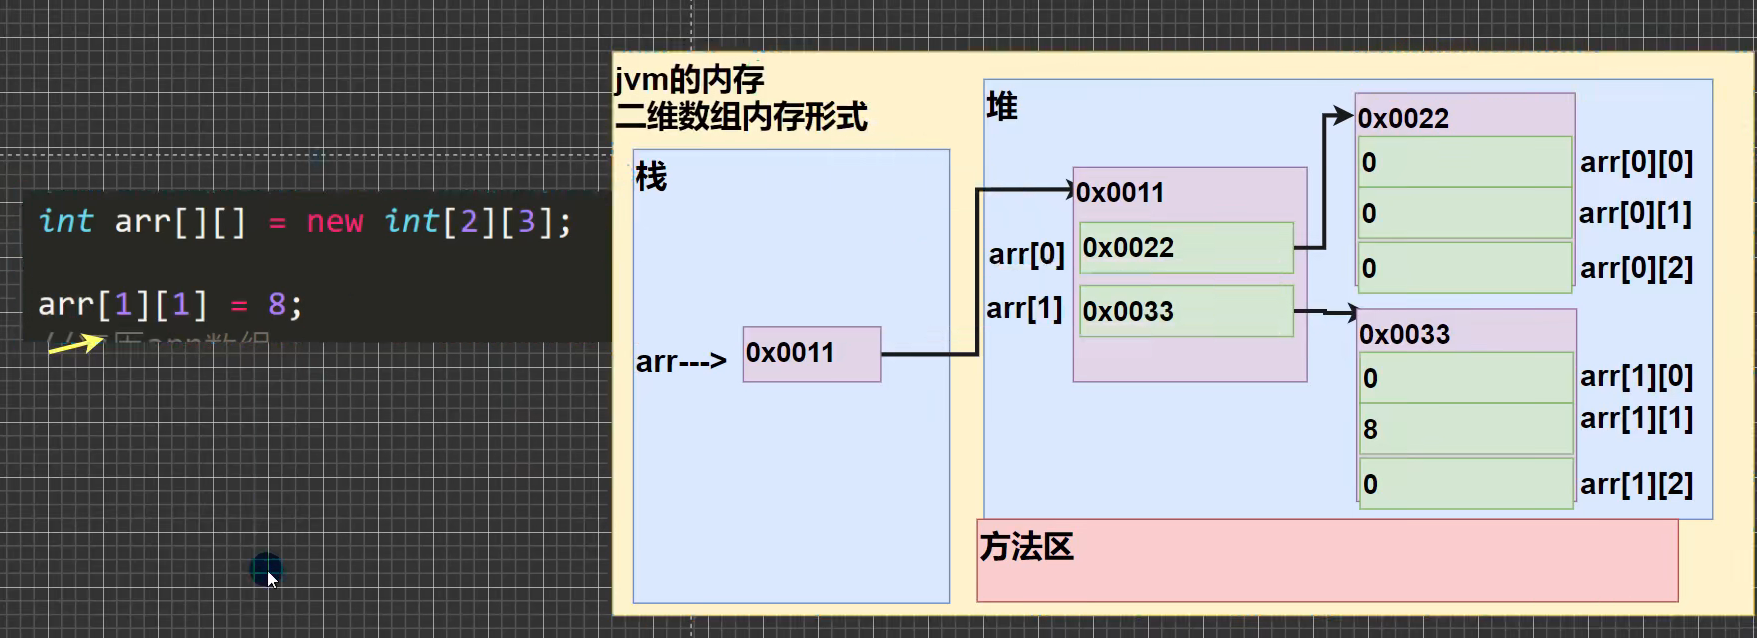 int arr[][] = new int[2][3];
arr[1][1] = 8;
jvm的内存
二维数组内存形式
栈
arr---> 0x0011
堆
0x0011
arr[0] 0x0022
arr[1] 0x0033
0x0022
0 arr[0][0]
0 arr[0][1]
0 arr[0][2]
0x0033
0 arr[1][0]
8 arr[1][1]
0 arr[1][2]
方法区